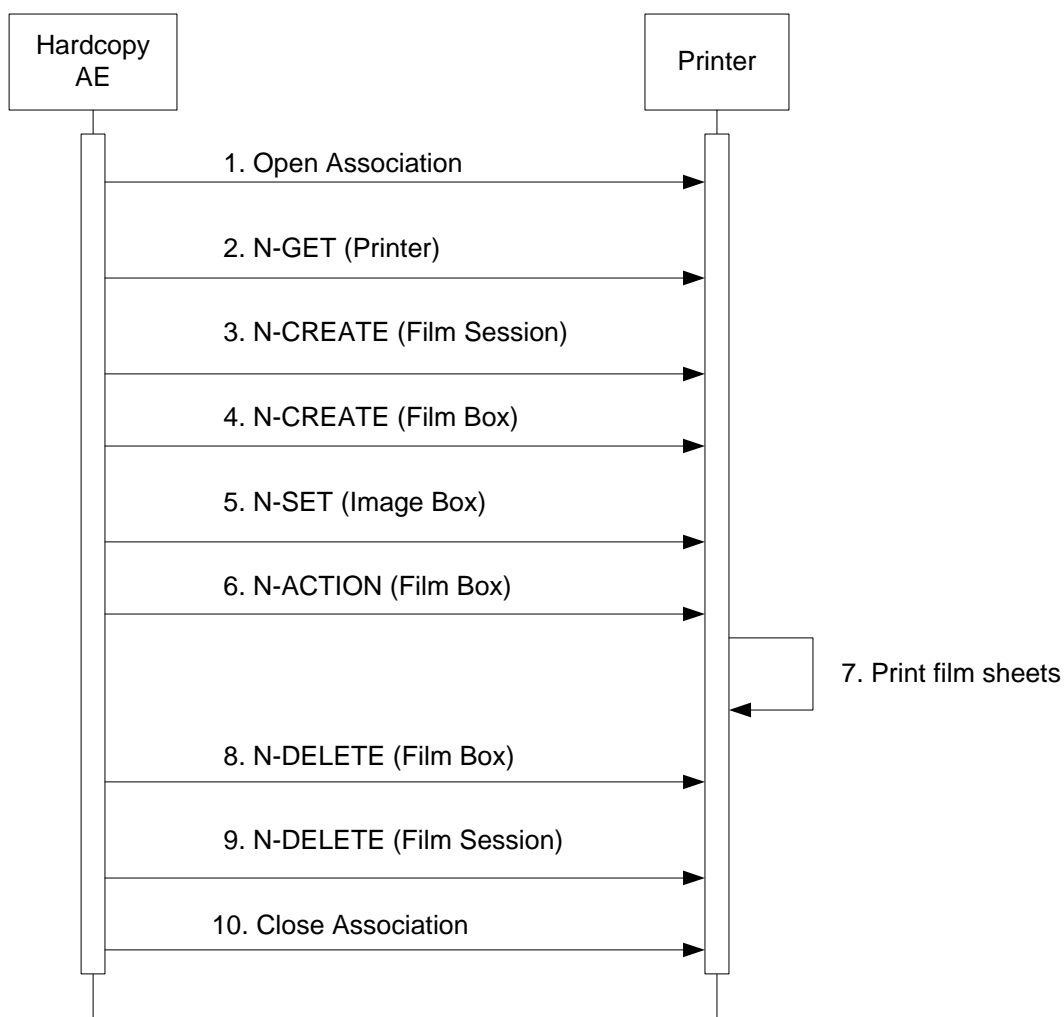 Hardcopy
AE
Printer
1. Open Association
2. N-GET (Printer)
3. N-CREATE (Film Session)
4. N-CREATE (Film Box)
5. N-SET (Image Box)
6. N-ACTION (Film Box)
7. Print film sheets
8. N-DELETE (Film Box)
9. N-DELETE (Film Session)
10. Close Association